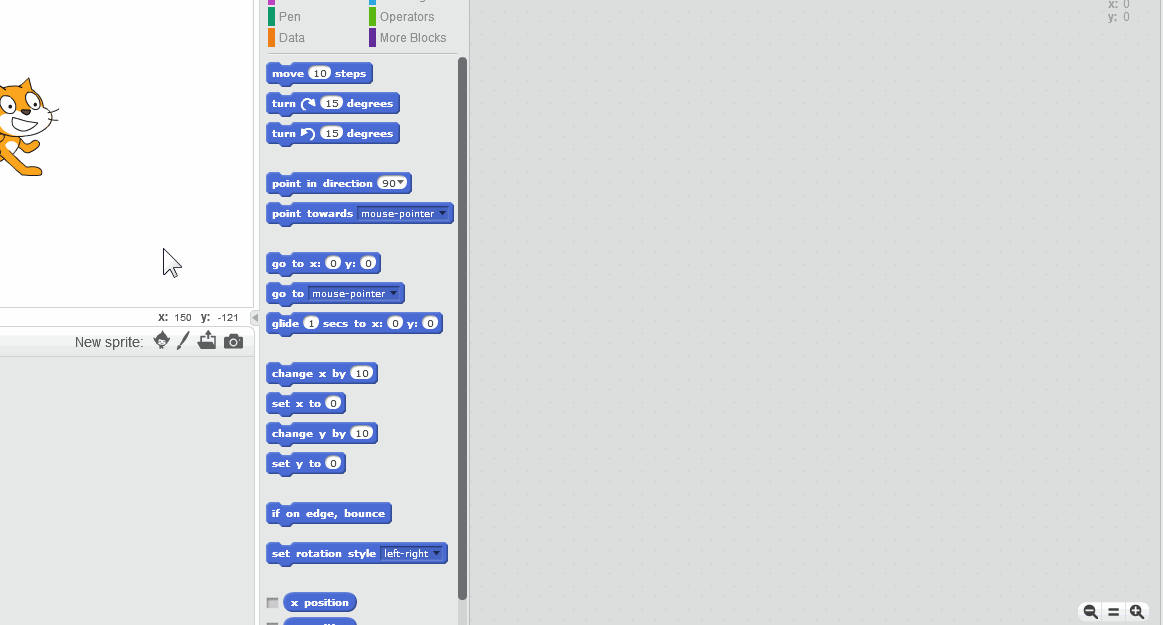 x: 0
y: 0
Pen
Operators
Data
More Blocks
move 10 steps
turn 15 degrees
turn 15 degrees
point in direction 90
point towards mouse-pointer
go to x: 0 y: 0
go to mouse-pointer
glide 1 secs to x: 0 y: 0
change x by 10
set x to 0
change y by 10
set y to 0
if on edge, bounce
set rotation style left-right
x position
x: 150 y: -121
New sprite: